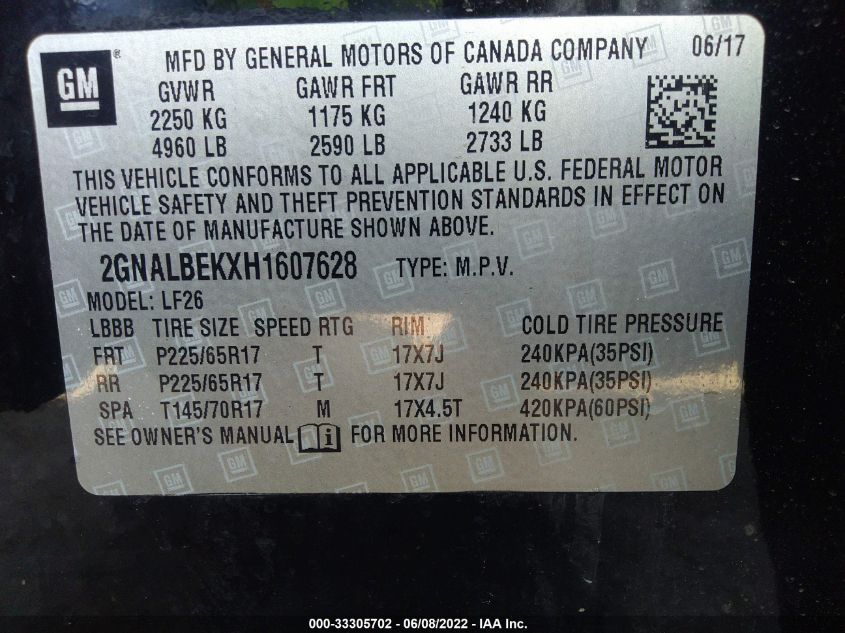 GM ® MFD BY GENERAL MOTORS OF CANADA COMPANY 06/17
GVWR GAWR FRT GAWR RR
2250 KG 1175 KG 1240 KG
4960 LB 2590 LB 2733 LB
THIS VEHICLE CONFORMS TO ALL APPLICABLE U.S. FEDERAL MOTOR
VEHICLE SAFETY AND THEFT PREVENTION STANDARDS IN EFFECT ON
THE DATE OF MANUFACTURE SHOWN ABOVE.
2GNALBEKXH1607628 TYPE: M.P.V.
MODEL: LF26
LBBB TIRE SIZE SPEED RTG RIM COLD TIRE PRESSURE
FRT P225/65R17 T 17X7J 240KPA(35PSI)
RR P225/65R17 T 17X7J 240KPA(35PSI)
SPA T145/70R17 M 17X4.5T 420KPA(60PSI)
SEE OWNER'S MANUAL i FOR MORE INFORMATION.
000-33305702 - 06/08/2022 - IAA Inc.